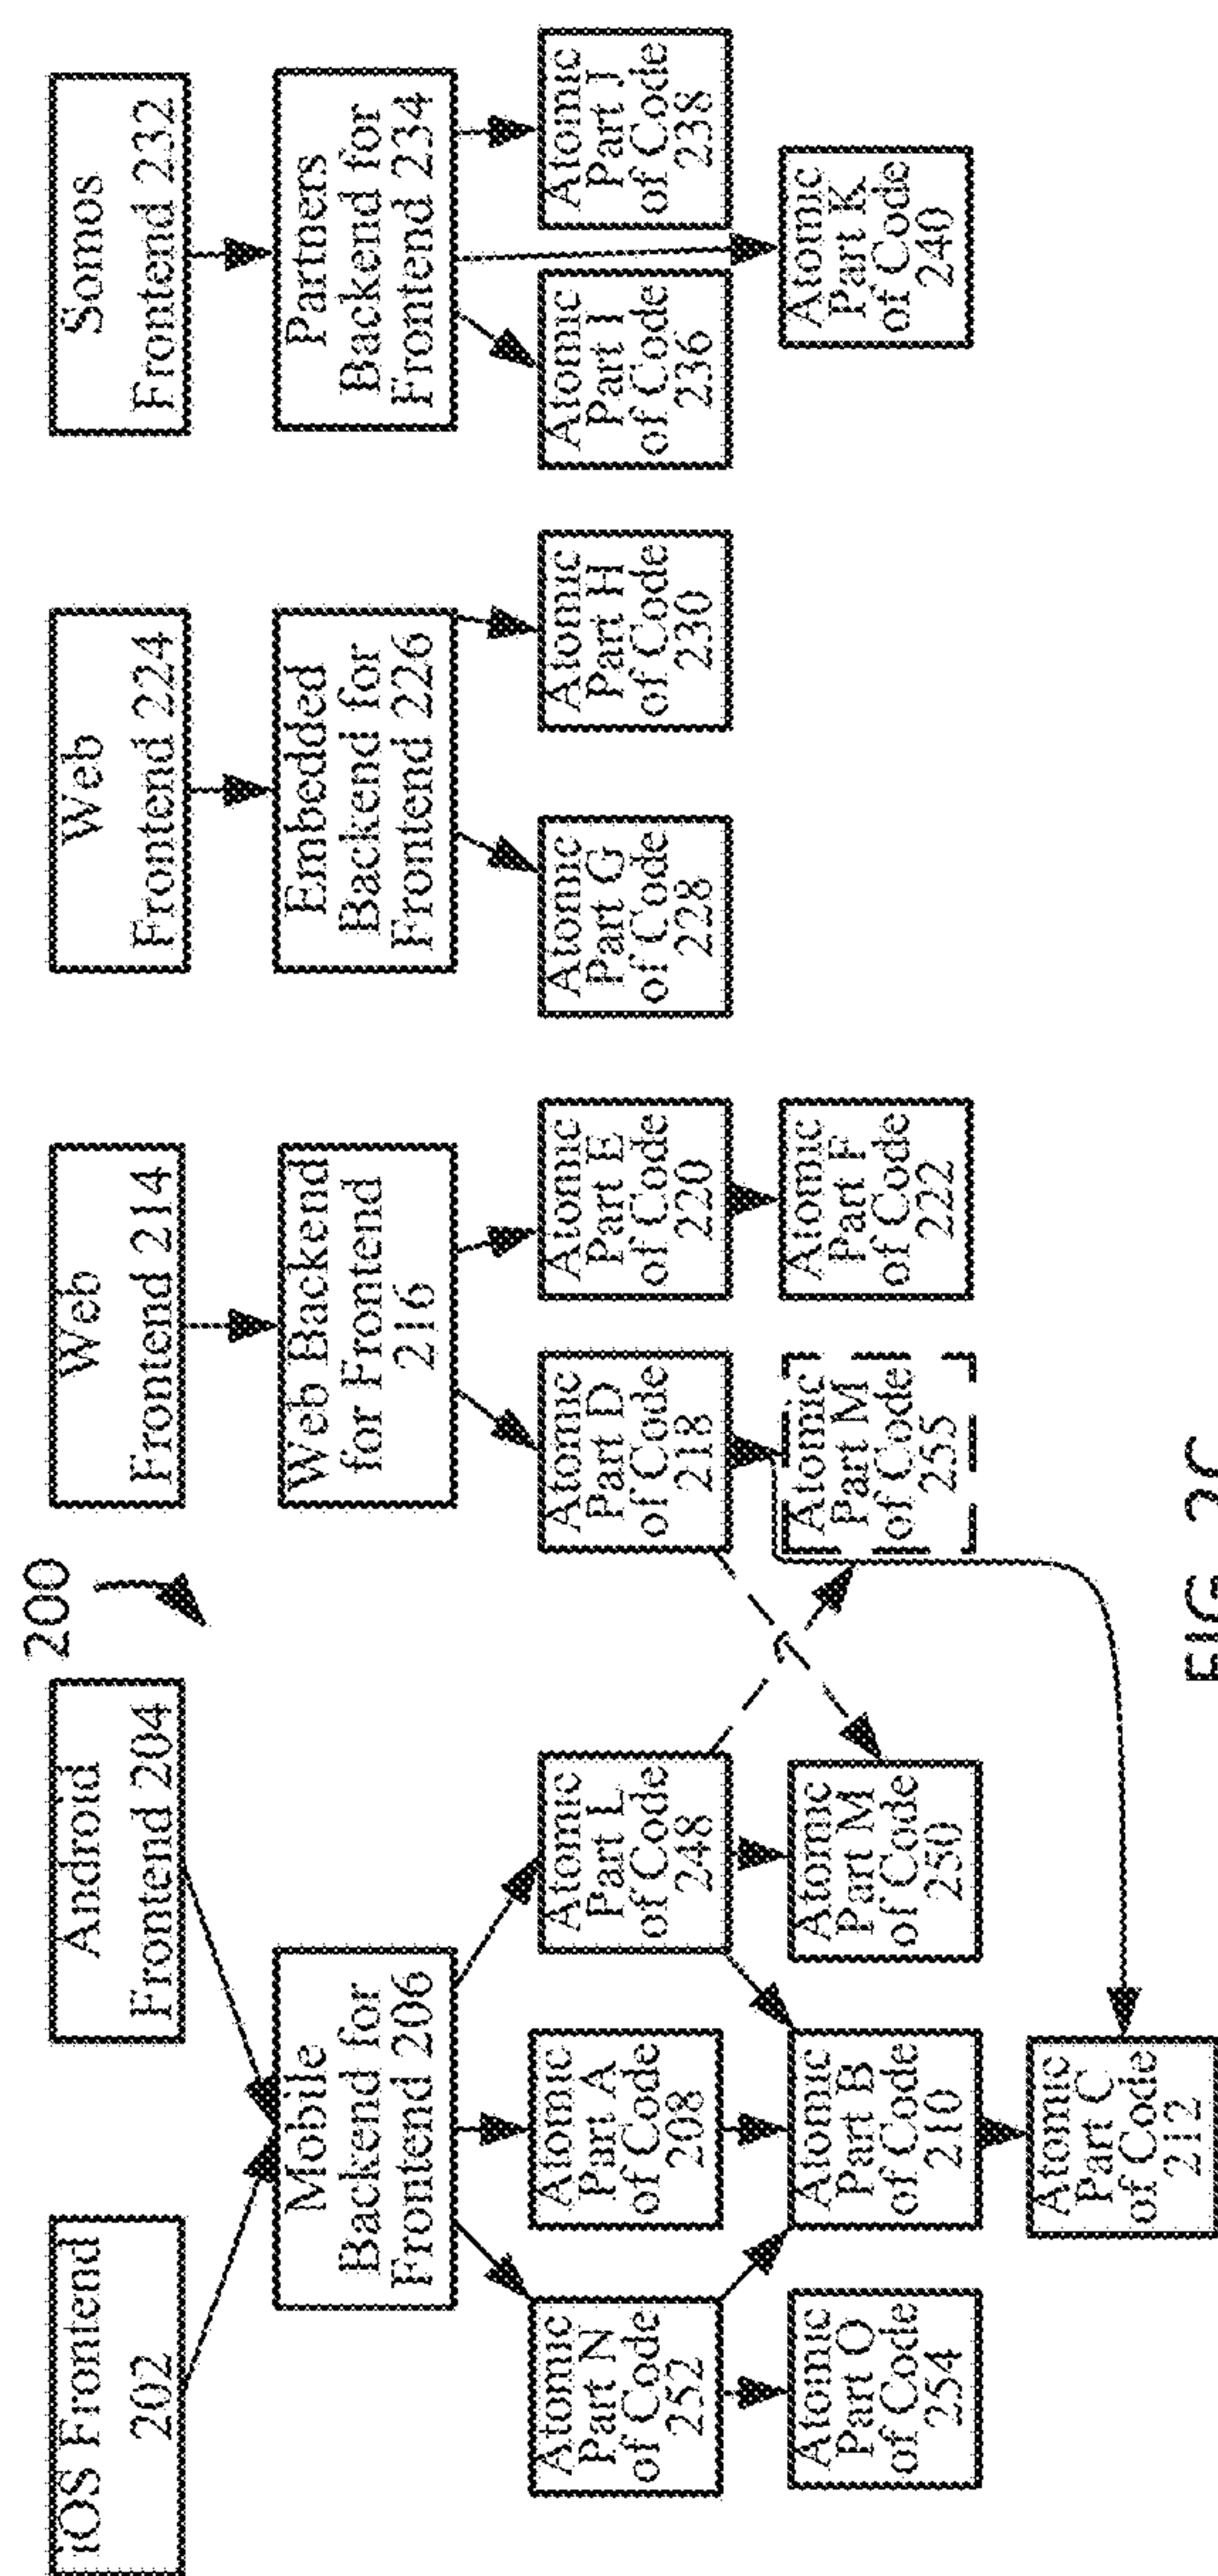 200
iOS Frontend
202
Android
Frontend 204
Web
Frontend 214
Web
Frontend 224
Somos
Frontend 232
Mobile
Backend for
Frontend 206
Web Backend
for Frontend
216
Embedded
Backend for
Frontend 226
Partners
Backend for
Frontend 234
Atomic
Part N
of Code
252
Atomic
Part A
of Code
208
Atomic
Part L
of Code
248
Atomic
Part D
of Code
218
Atomic
Part E
of Code
220
Atomic
Part G
of Code
228
Atomic
Part H
of Code
230
Atomic
Part I
of Code
236
Atomic
Part J
of Code
238
Atomic
Part O
of Code
254
Atomic
Part B
of Code
210
Atomic
Part M
of Code
250
Atomic
Part M
of Code
255
Atomic
Part F
of Code
222
Atomic
Part K
of Code
240
Atomic
Part C
of Code
212
FIG.